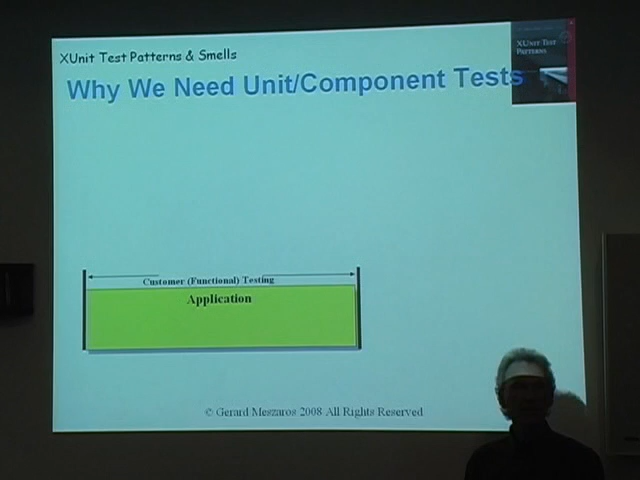 XUnit Test Patterns & Smells
Why We Need Unit/Component Tests
XUNIT TEST
PATTERNS
Customer (Functional) Testing
Application
© Gerard Meszaros 2008 All Rights Reserved